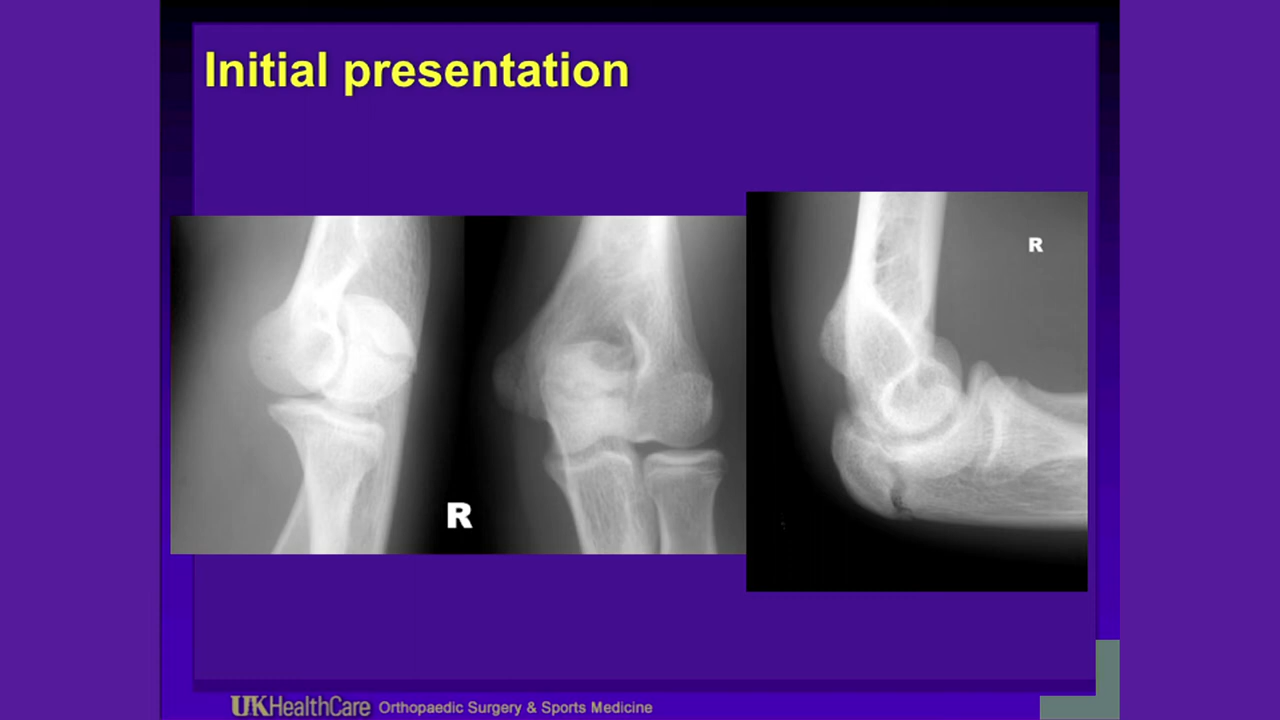 Initial presentation
R
R
UKHealthCare Orthopaedic Surgery & Sports Medicine